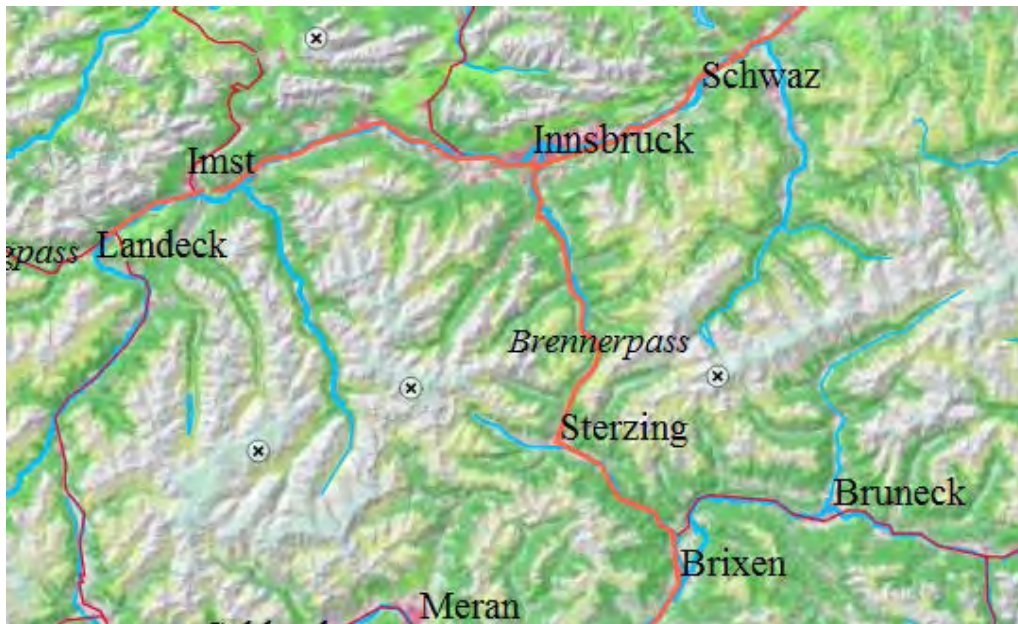 Schwaz
Innsbruck
Imst
gpass
Landeck
Brennerpass
Sterzing
Bruneck
Brixen
Meran